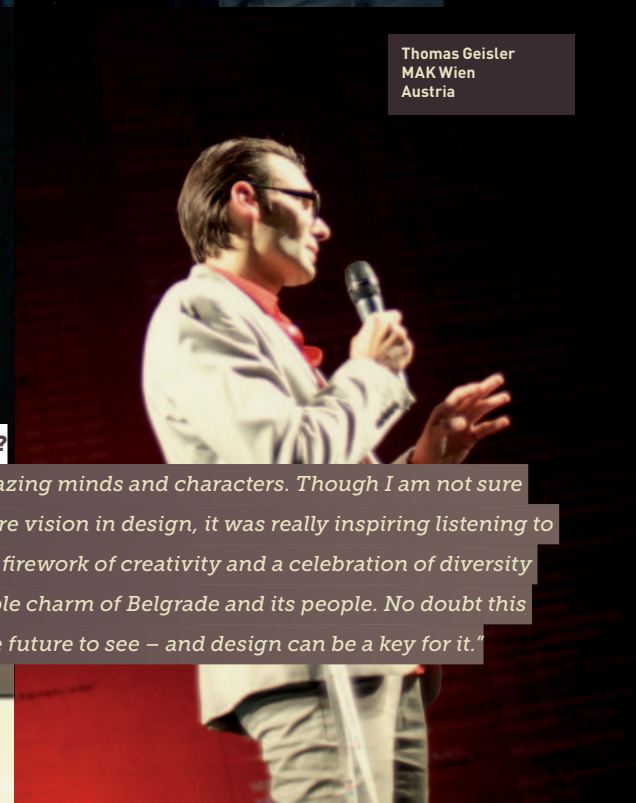 Thomas Geisler
MAK Wien
Austria
?
azing minds and characters. Though I am not sure
re vision in design, it was really inspiring listening to
firework of creativity and a celebration of diversity
le charm of Belgrade and its people. No doubt this
e future to see – and design can be a key for it.”